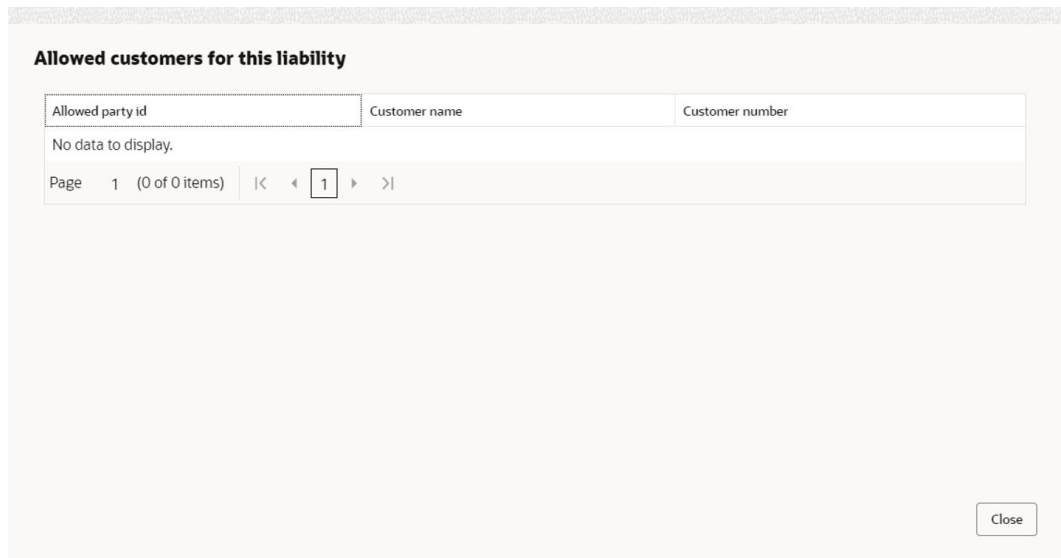 Allowed customers for this liability
Allowed party id Customer name Customer number
No data to display.
Page 1 (0 of 0 items) 1
Close